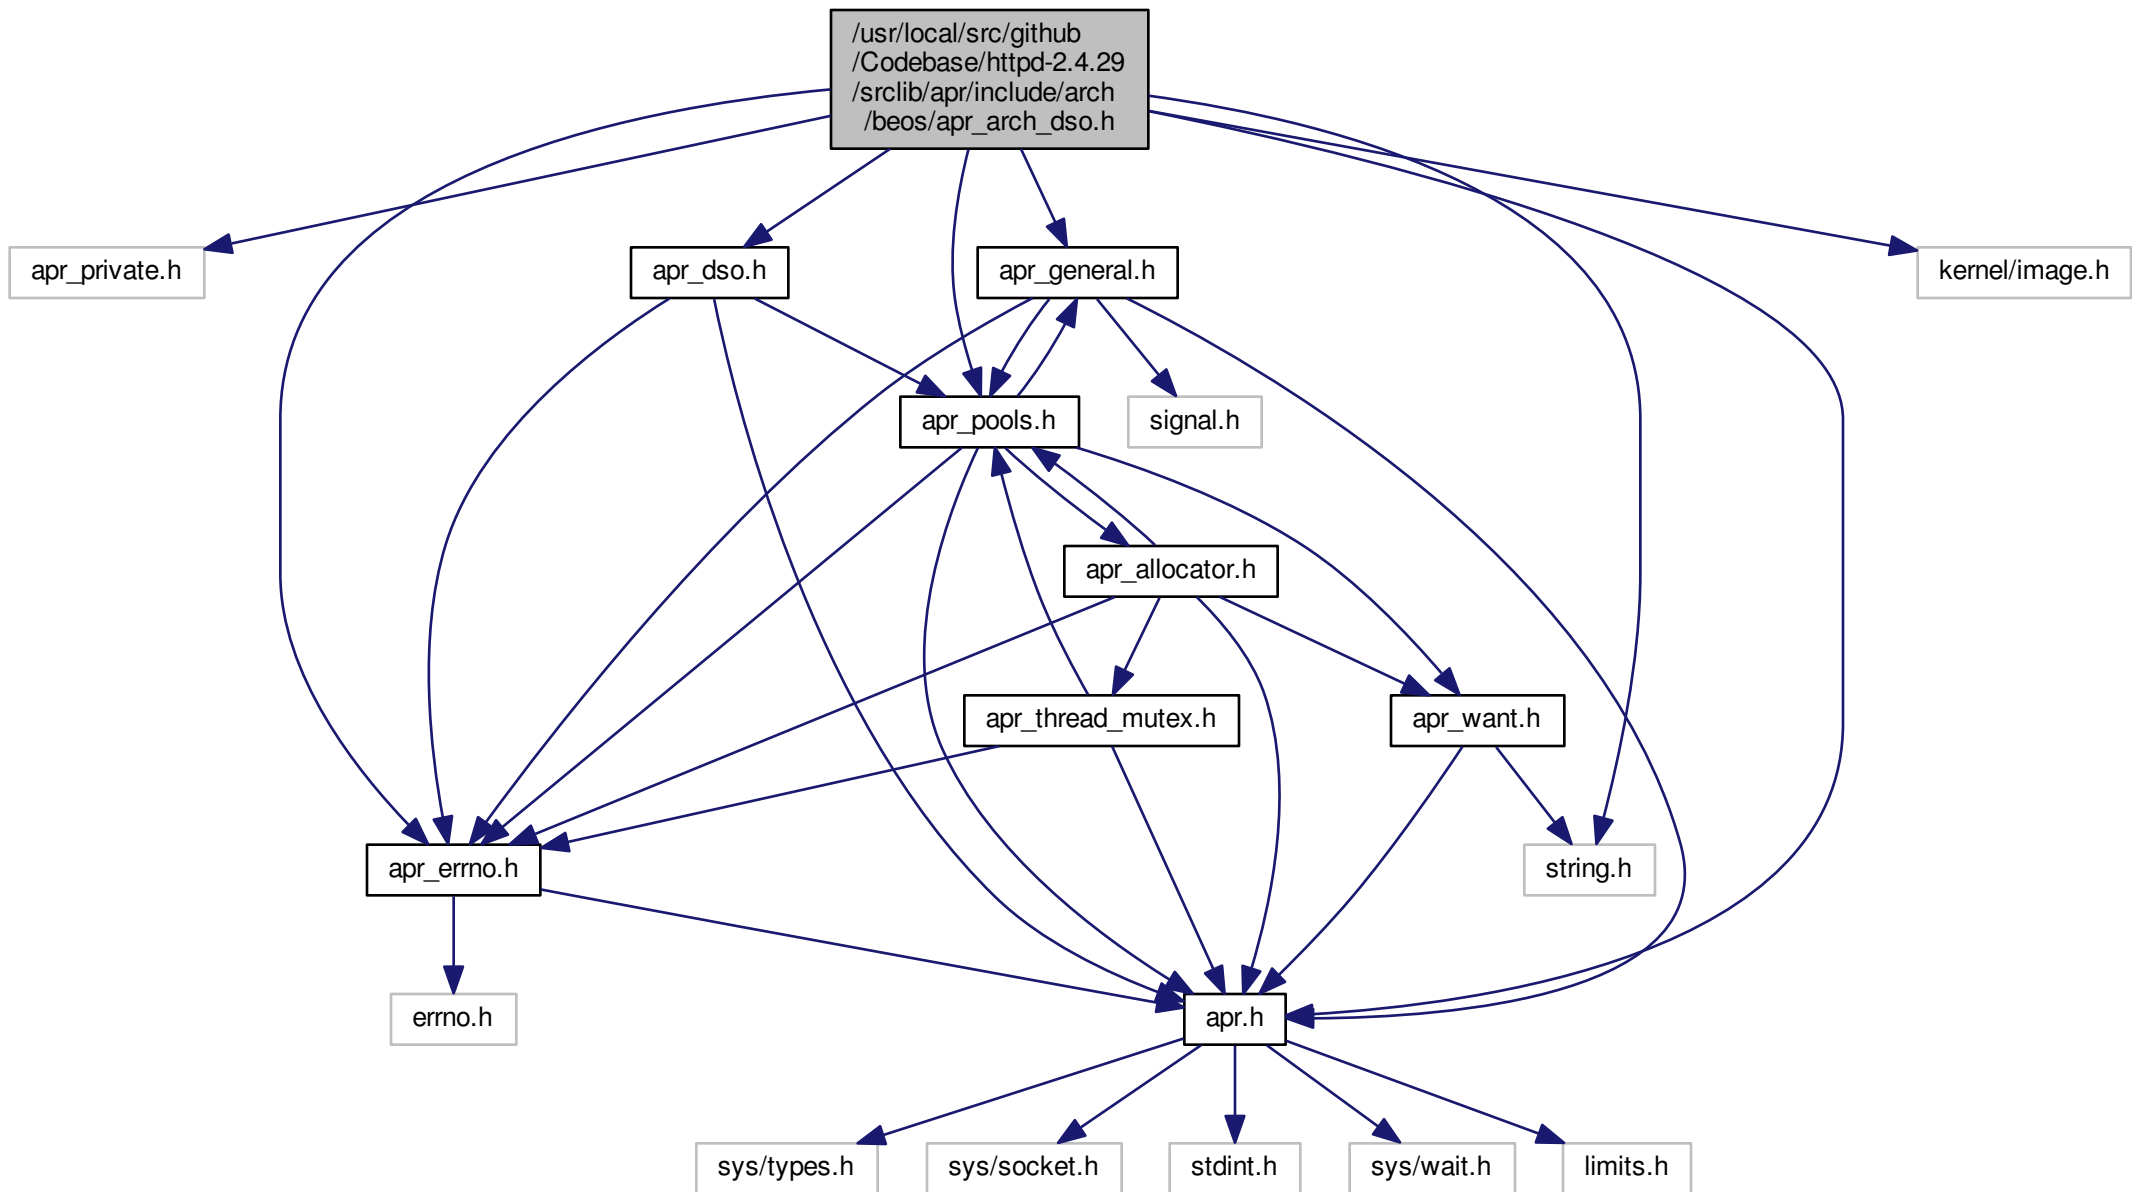 /usr/local/src/github
/Codebase/httpd-2.4.29
/srclib/apr/include/arch
/beos/apr_arch_dso.h
apr_private.h
apr_dso.h
apr_general.h
kernel/image.h
apr_pools.h
signal.h
apr_allocator.h
apr_thread_mutex.h
apr_want.h
apr_errno.h
string.h
errno.h
apr.h
sys/types.h
sys/socket.h
stdint.h
sys/wait.h
limits.h